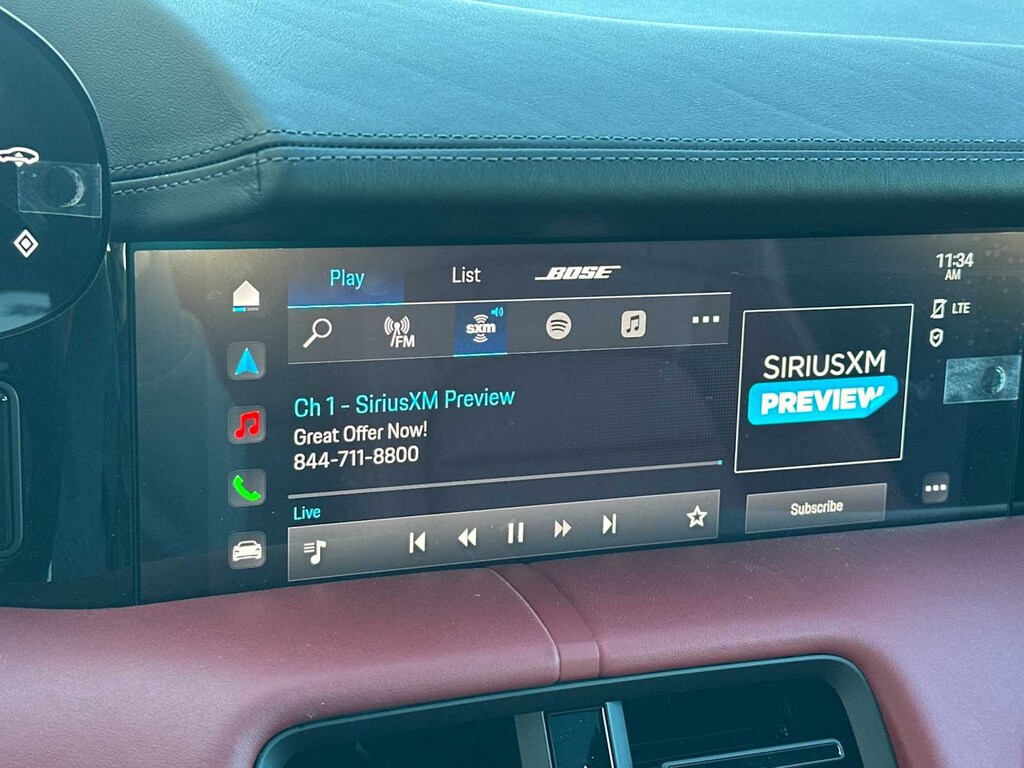 Play
List
BOSE
11:34
AM
FM
sxm
LTE
SIRIUSXM
PREVIEW
Ch 1 - SiriusXM Preview
Great Offer Now!
844-711-8800
Live
Subscribe